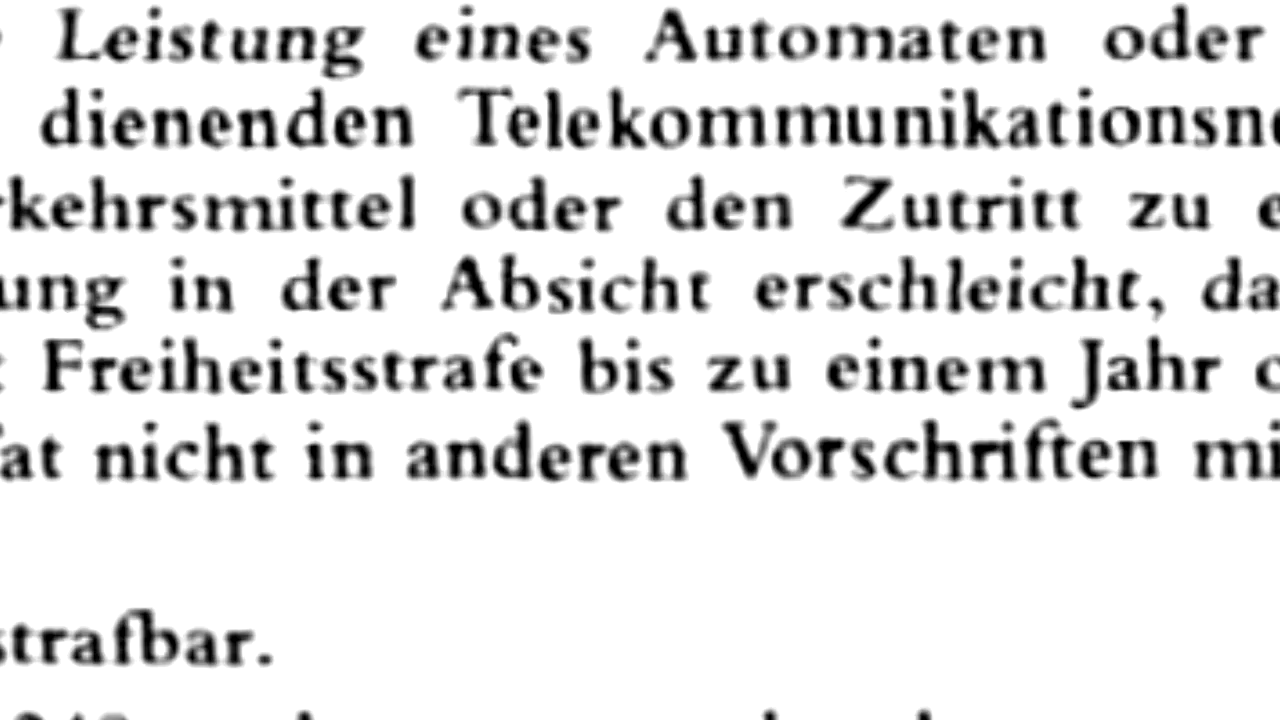 Leistung eines Automaten oder
dienenden Telekommunikationsne
kehrsmittel oder den Zutritt zu e
ung in der Absicht erschleicht, da
Freiheitsstrafe bis zu einem Jahr o
at nicht in anderen Vorschriften mi
strafbar.